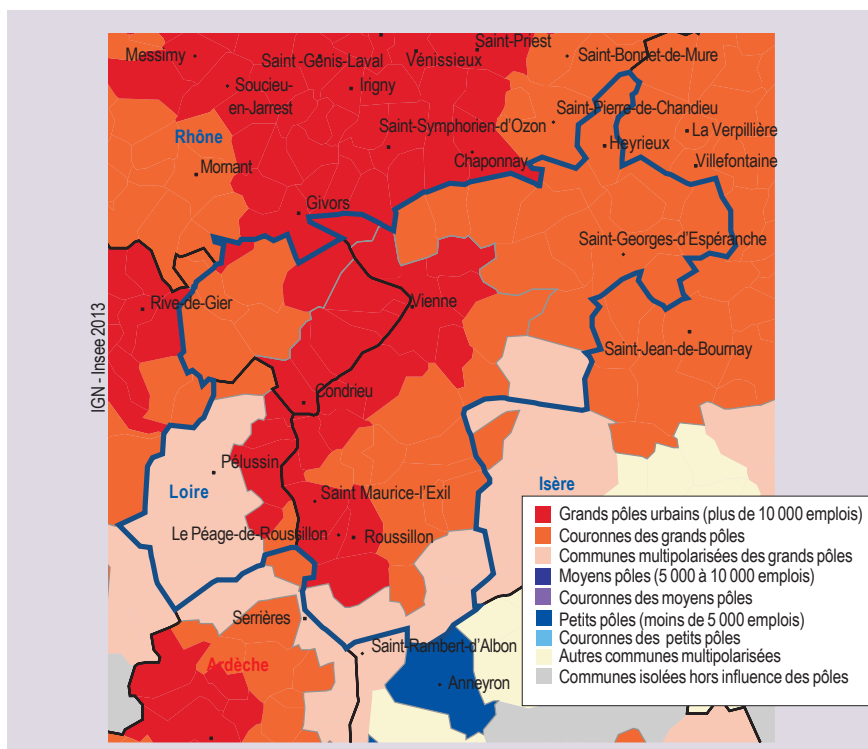 Saint-Priest
Messimy
Saint-Génis-Laval
Vénissieux
Saint-Bonnet-de-Mure
Soucieu-
en-Jarrest
Irigny
Saint-Pierre-de-Chandieu
Saint-Symphorien-d'Ozon
La Verpillière
Rhône
Heyrieux
Chaponnay
Villefontaine
Mornant
Givors
Saint-Georges-d'Espéranche
Rive-de-Gier
Vienne
IGN - Insee 2013
Saint-Jean-de-Bournay
Condrieu
Pélussin
Loire
Isère
Saint Maurice-l'Exil
Le Péage-de-Roussillon
Roussillon
Serrières
Saint-Rambert-d'Albon
Ardèche
Anneyron
Grands pôles urbains (plus de 10 000 emplois)
Couronnes des grands pôles
Communes multipolarisées des grands pôles
Moyens pôles (5 000 à 10 000 emplois)
Couronnes des moyens pôles
Petits pôles (moins de 5 000 emplois)
Couronnes des petits pôles
Autres communes multipolarisées
Communes isolées hors influence des pôles